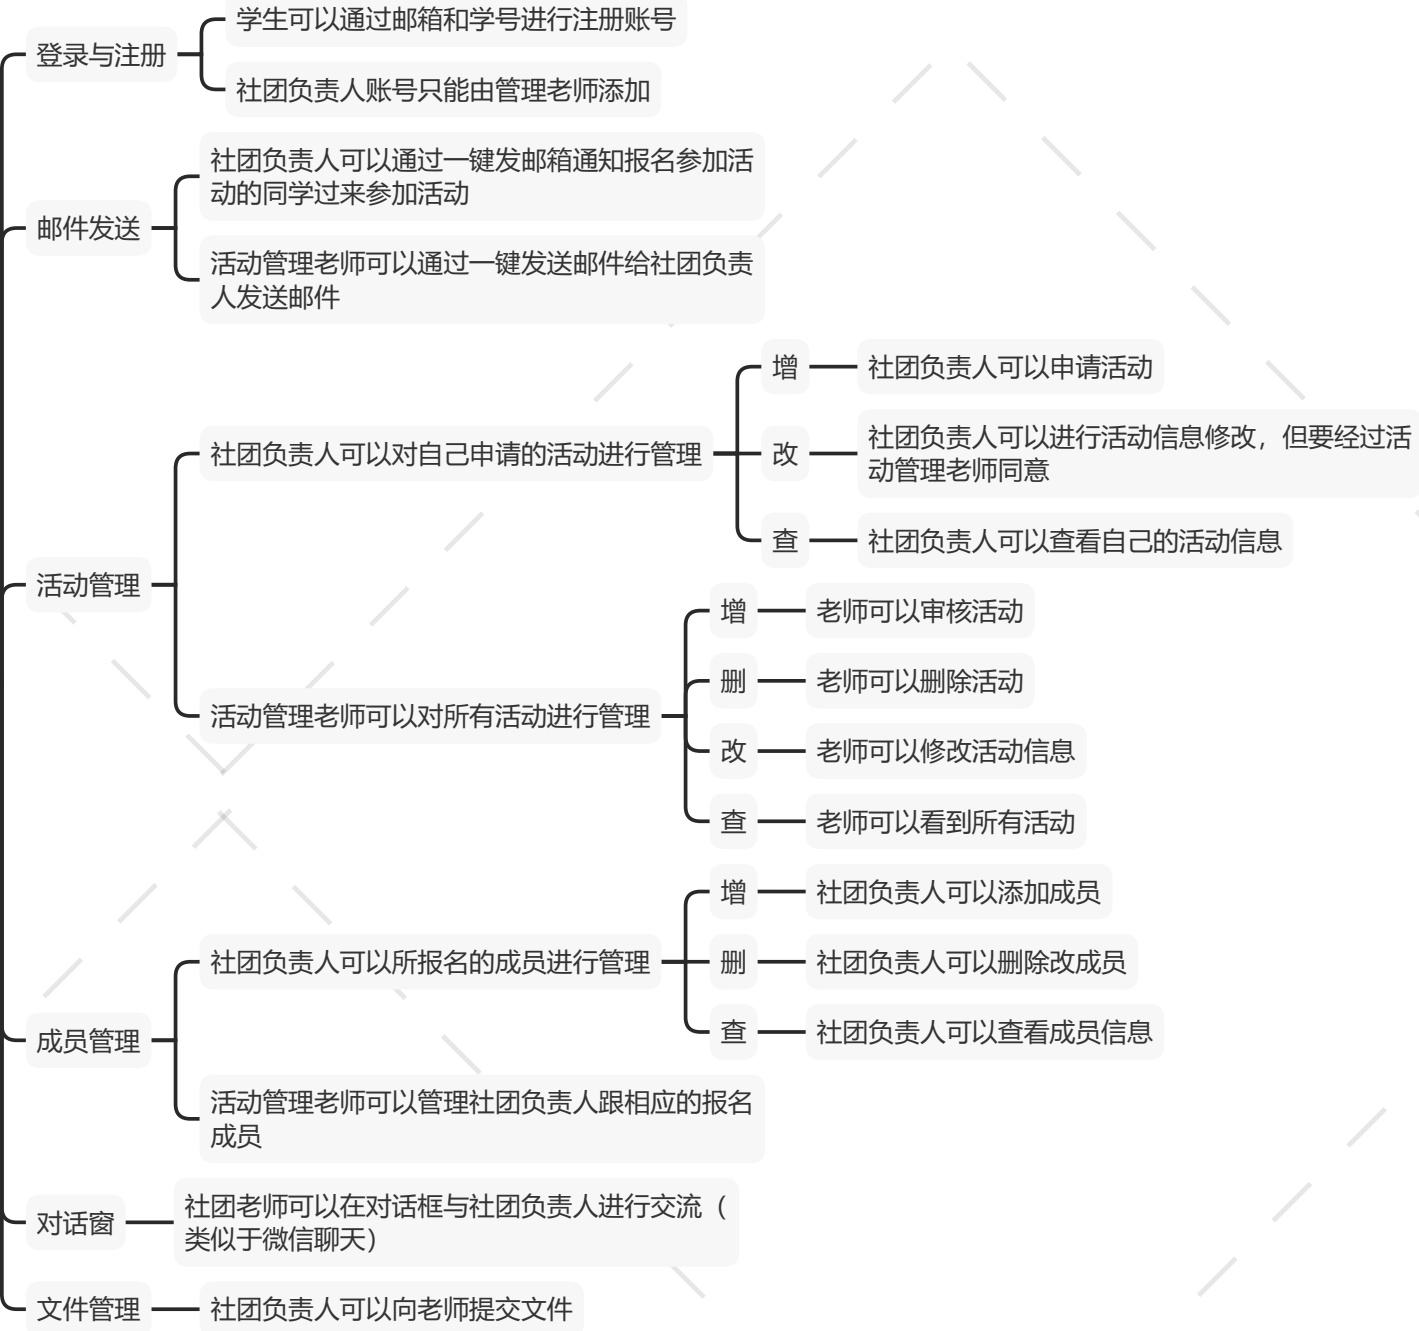 登录与注册
学生可以通过邮箱和学号进行注册账号
社团负责人账号只能由管理老师添加
邮件发送
社团负责人可以通过一键发邮箱通知报名参加活
动的同学过来参加活动
活动管理老师可以通过一键发送邮件给社团负责
人发送邮件
活动管理
社团负责人可以对自己申请的活动进行管理
增
社团负责人可以申请活动
改
社团负责人可以进行活动信息修改，但要经过活
动管理老师同意
查
社团负责人可以查看自己的活动信息
活动管理老师可以对所有活动进行管理
增
老师可以审核活动
删
老师可以删除活动
改
老师可以修改活动信息
查
老师可以看到所有活动
成员管理
社团负责人可以所报名的成员进行管理
增
社团负责人可以添加成员
删
社团负责人可以删除改成员
查
社团负责人可以查看成员信息
活动管理老师可以管理社团负责人跟相应的报名
成员
对话窗
社团老师可以在对话框与社团负责人进行交流（
类似于微信聊天）
文件管理
社团负责人可以向老师提交文件